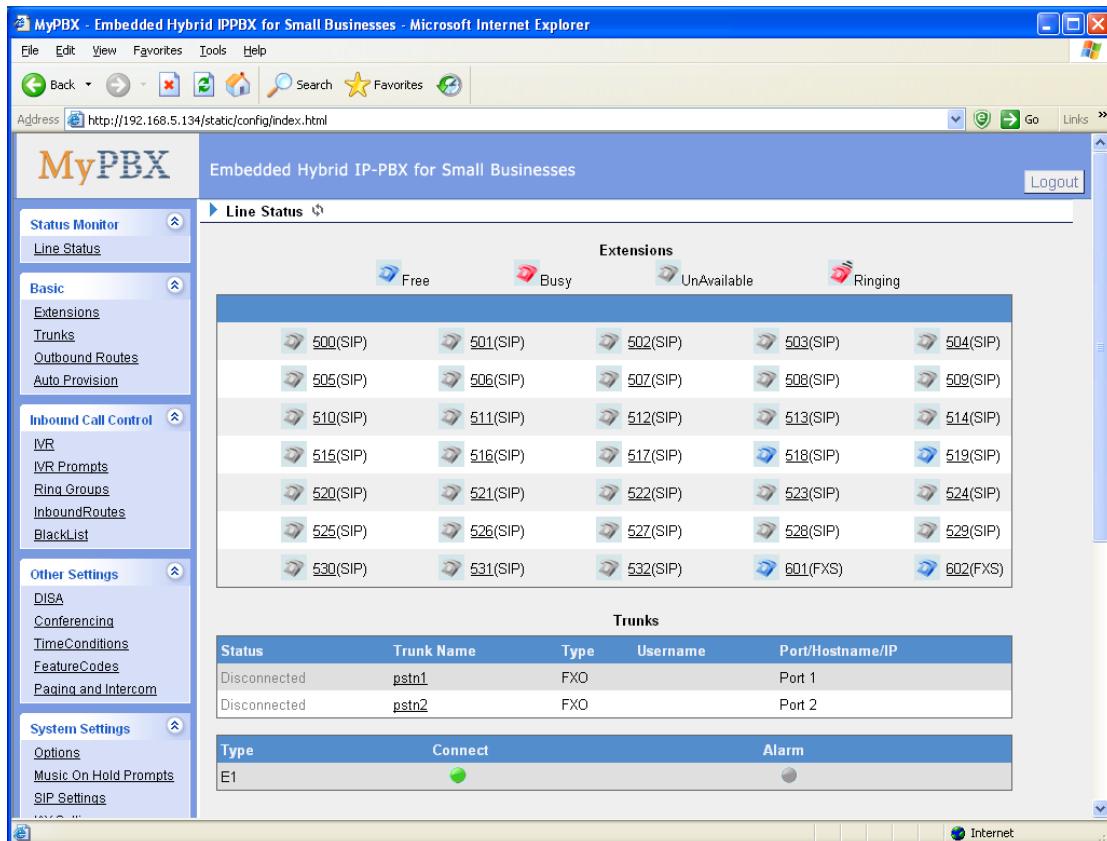 MyPBX - Embedded Hybrid IPPBX for Small Businesses - Microsoft Internet Explorer
File Edit View Favorites Tools Help
Back Search Favorites
Address http://192.168.5.134/static/config/index.html Go Links »
MyPBX
Embedded Hybrid IP-PBX for Small Businesses
Logout
Status Monitor
Line Status
Basic
Extensions
Trunks
Outbound Routes
Auto Provision
Inbound Call Control
IVR
IVR Prompts
Ring Groups
InboundRoutes
BlackList
Other Settings
DISA
Conferencing
TimeConditions
FeatureCodes
Paging and Intercom
System Settings
Options
Music On Hold Prompts
SIP Settings
Line Status
Extensions
Free Busy UnAvailable Ringing
500(SIP) 501(SIP) 502(SIP) 503(SIP) 504(SIP)
505(SIP) 506(SIP) 507(SIP) 508(SIP) 509(SIP)
510(SIP) 511(SIP) 512(SIP) 513(SIP) 514(SIP)
515(SIP) 516(SIP) 517(SIP) 518(SIP) 519(SIP)
520(SIP) 521(SIP) 522(SIP) 523(SIP) 524(SIP)
525(SIP) 526(SIP) 527(SIP) 528(SIP) 529(SIP)
530(SIP) 531(SIP) 532(SIP) 601(FXS) 602(FXS)
Trunks
Status Trunk Name Type Username Port/Hostname/IP
Disconnected pstn1 FXO Port 1
Disconnected pstn2 FXO Port 2
Type Connect Alarm
E1
Internet